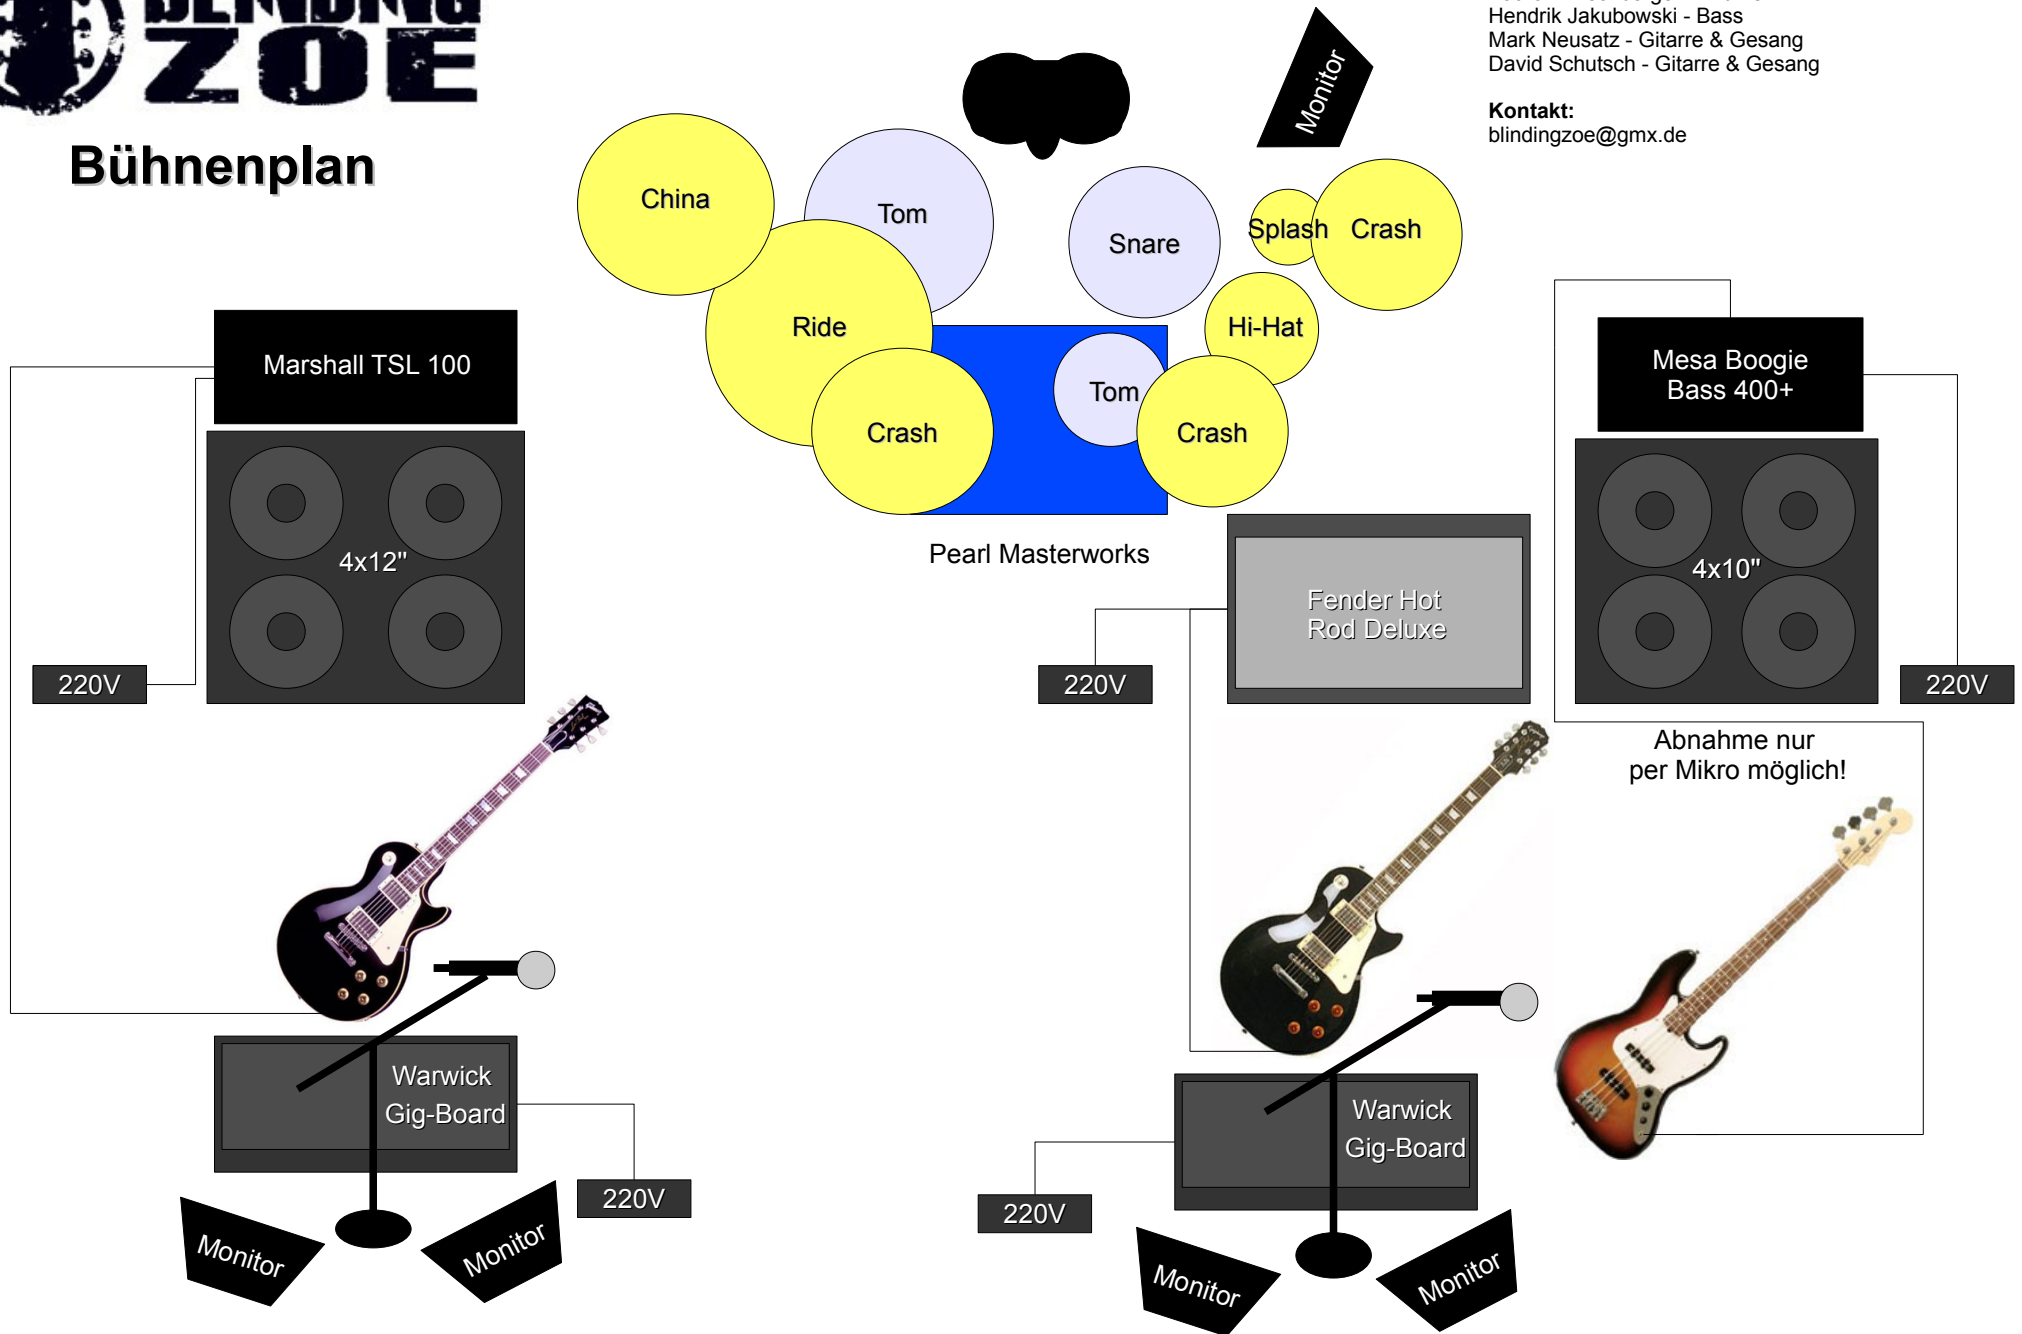 BLINDING
ZOE
Bühnenplan
Hendrik Jakubowski - Bass
Mark Neusatz - Gitarre & Gesang
David Schutsch - Gitarre & Gesang
Kontakt:
blindingzoe@gmx.de
Monitor
China
Tom
Snare
Splash
Crash
Ride
Hi-Hat
Crash
Tom
Crash
Pearl Masterworks
Marshall TSL 100
4x12"
220V
Mesa Boogie
Bass 400+
4x10"
220V
Abnahme nur
per Mikro möglich!
Fender Hot
Rod Deluxe
220V
Warwick
Gig-Board
220V
Monitor
Monitor
Warwick
Gig-Board
220V
Monitor
Monitor